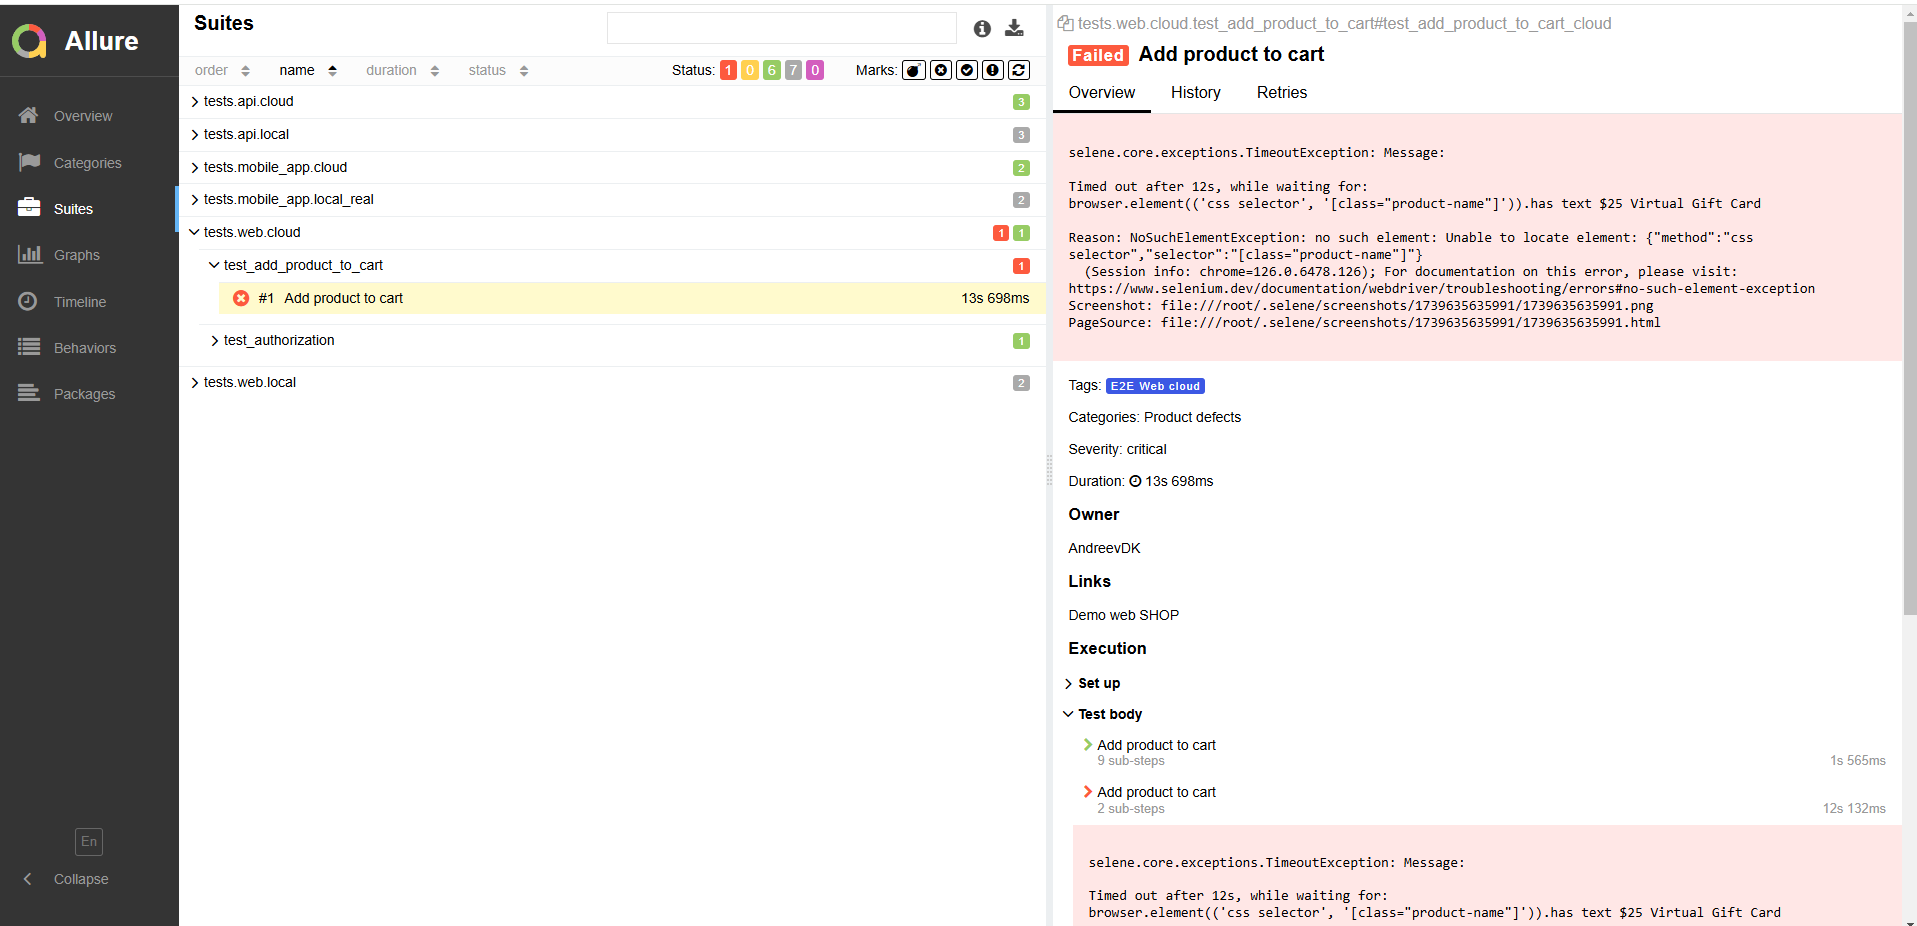 Allure
Overview
Categories
Suites
Graphs
Timeline
Behaviors
Packages
En
Collapse
Suites
order name duration status Status: 1 0 6 7 0 Marks:
tests.api.cloud 3
tests.api.local 3
tests.mobile_app.cloud 2
tests.mobile_app.local_real 2
tests.web.cloud 1 1
test_add_product_to_cart 1
#1 Add product to cart 13s 698ms
test_authorization 1
tests.web.local 2
tests.web.cloud.test_add_product_to_cart#test_add_product_to_cart_cloud
Failed Add product to cart
Overview History Retries
selene.core.exceptions.TimeoutException: Message:
Timed out after 12s, while waiting for:
browser.element(('css selector', '[class="product-name"]')).has text $25 Virtual Gift Card
Reason: NoSuchElementException: no such element: Unable to locate element: {"method":"css
selector","selector":"[class="product-name"]"}
(Session info: chrome=126.0.6478.126); For documentation on this error, please visit:
https://www.selenium.dev/documentation/webdriver/troubleshooting/errors#no-such-element-exception
Screenshot: file:///root/.selene/screenshots/1739635635991/1739635635991.png
PageSource: file:///root/.selene/screenshots/1739635635991/1739635635991.html
Tags: E2E Web cloud
Categories: Product defects
Severity: critical
Duration: 13s 698ms
Owner
AndreevDK
Links
Demo web SHOP
Execution
Set up
Test body
Add product to cart
9 sub-steps 1s 565ms
Add product to cart
2 sub-steps 12s 132ms
selene.core.exceptions.TimeoutException: Message:
Timed out after 12s, while waiting for:
browser.element(('css selector', '[class="product-name"]')).has text $25 Virtual Gift Card